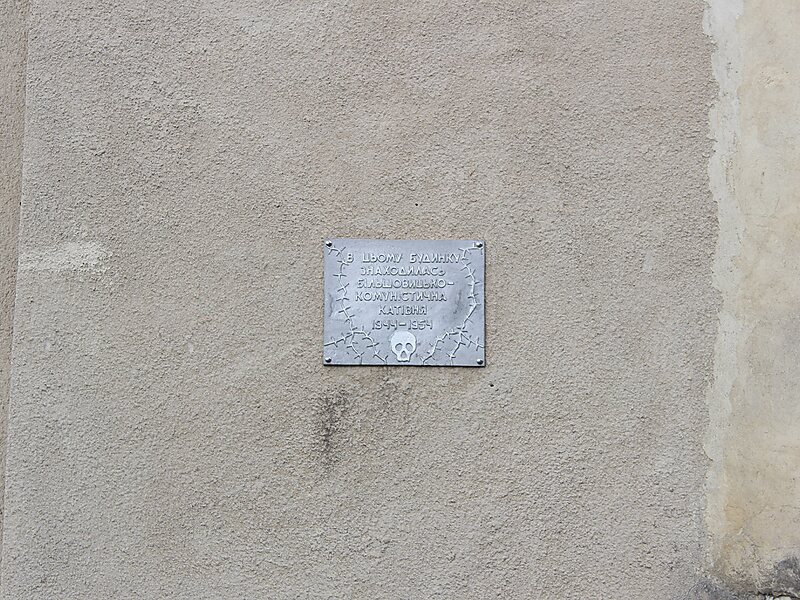 В ЦЬОМУ БУДИНКУ
ЗНАХОДИЛАСЬ
БІЛЬШОВИЦЬКО-
КОМУНІСТИЧНА
КАТІВНЯ
1944-1954